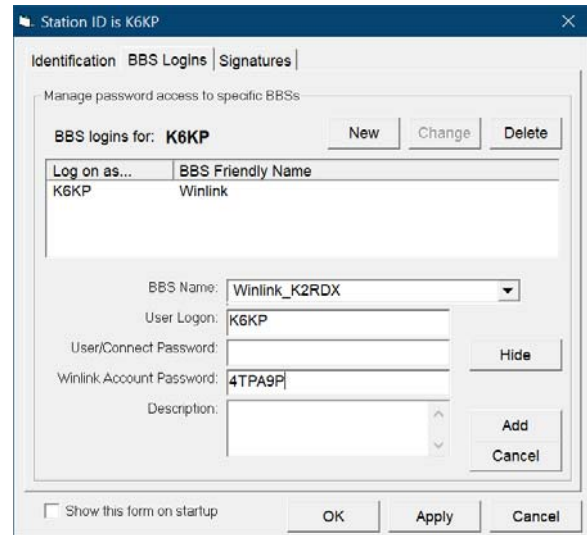 Station ID is K6KP
Identification BBS Logins Signatures
Manage password access to specific BBSs
BBS logins for: K6KP New Change Delete
Log on as... BBS Friendly Name
K6KP Winlink
BBS Name: Winlink_K2RDX
User Logon: K6KP
User/Connect Password:
Hide
Winlink Account Password: 4TPA9P
Description:
Add
Cancel
Show this form on startup OK Apply Cancel